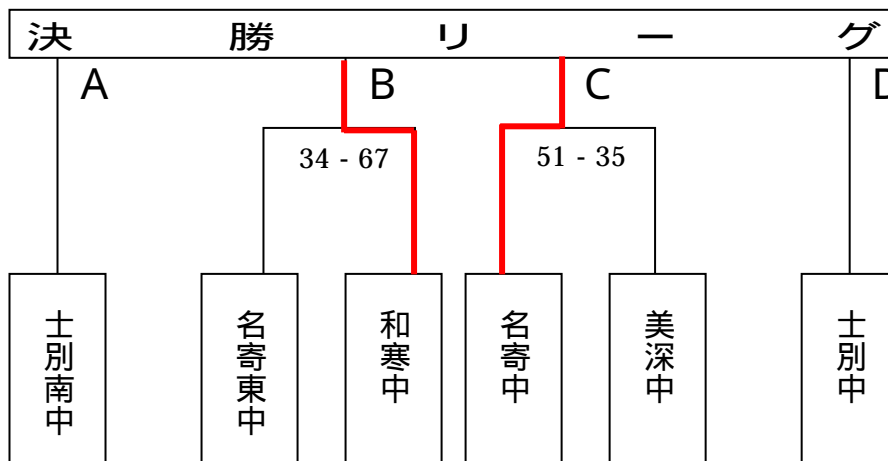 決勝リーグ
A
B
C
D
34 - 67
51 - 35
士別南中
名寄東中
和寒中
名寄中
美深中
士別中